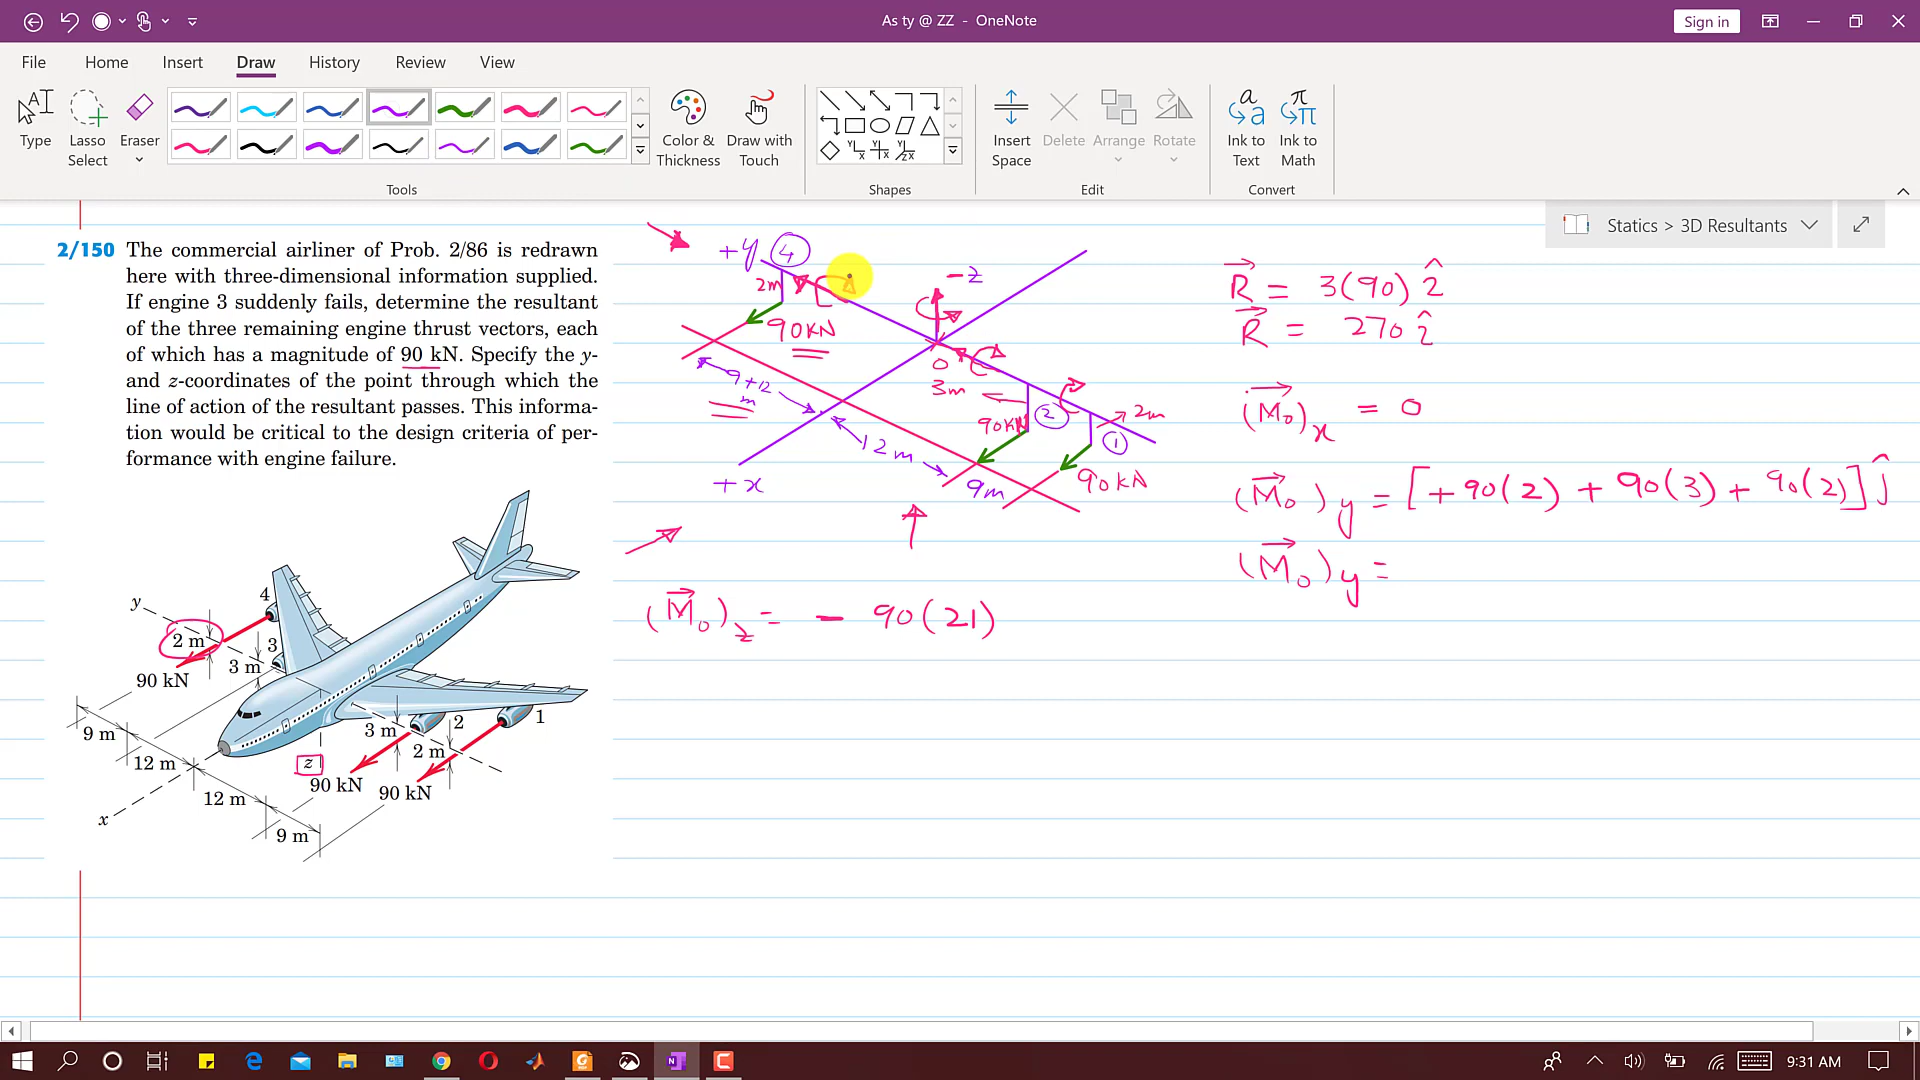 As ty @ ZZ - OneNote
Sign in
File Home Insert Draw History Review View
Type
Lasso Select
Eraser
Color & Thickness
Draw with Touch
Insert Space
Delete
Arrange
Rotate
Ink to Text
Ink to Math
Tools
Shapes
Edit
Convert
Statics > 3D Resultants
2/150 The commercial airliner of Prob. 2/86 is redrawn
here with three-dimensional information supplied.
If engine 3 suddenly fails, determine the resultant
of the three remaining engine thrust vectors, each
of which has a magnitude of 90 kN. Specify the y-
and z-coordinates of the point through which the
line of action of the resultant passes. This informa-
tion would be critical to the design criteria of per-
formance with engine failure.
y
4
2 m
3
3 m
90 kN
9 m
12 m
x
z
3 m
2
1
2 m
90 kN
90 kN
12 m
9 m
+y
4
2m
90kN
-z
0
9+12
m
3m
2
90kN
2m
1
12 m
90kN
9m
+x
R⃗ = 3(90) î
R⃗ = 270 î
(M⃗₀)x = 0
(M⃗₀)y = [+90(2) + 90(3) + 90(2)] ĵ
(M⃗₀)y =
(M⃗₀)z = - 90(21)
9:31 AM